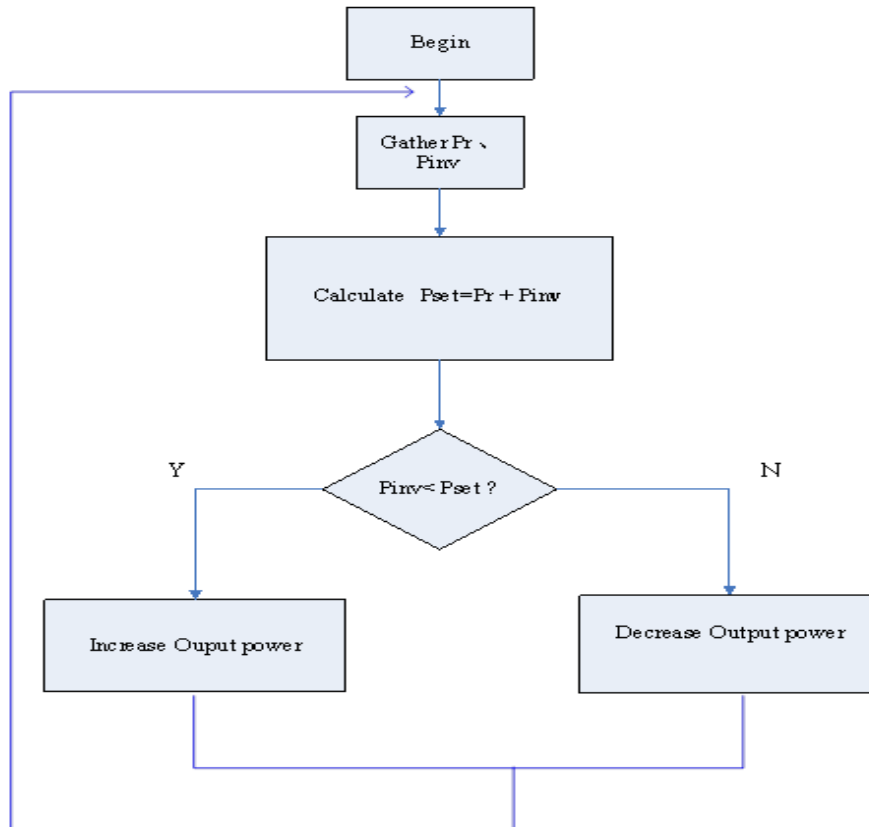 Begin
Gather Pr、
Pinv
Calculate Pset=Pr + Pinv
Pinv< Pset ?
Y
N
Increase Ouput power
Decrease Output power